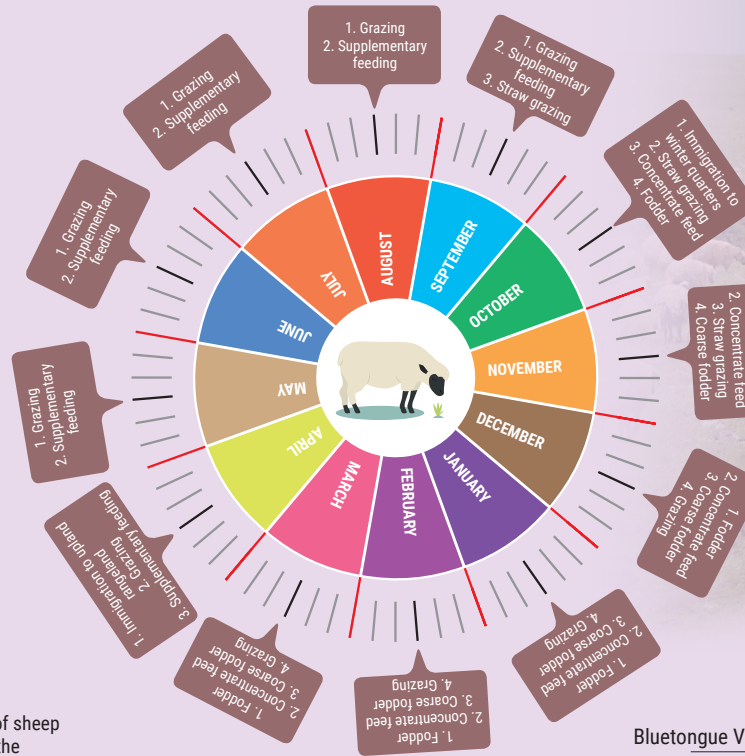 1. Grazing
2. Supplementary
feeding
1. Grazing
2. Supplementary
feeding
3. Straw grazing
1. Immigation to
winter quarters
2. Straw grazing
3. Concentrate feed
4. Fodder
2. Concentrate feed
3. Straw grazing
4. Coarse fodder
1. Fodder
2. Concentrate feed
3. Coarse fodder
4. Grazing
1. Fodder
2. Concentrate feed
3. Coarse fodder
4. Grazing
1. Fodder
2. Concentrate feed
3. Coarse fodder
4. Grazing
1. Fodder
2. Concentrate feed
3. Coarse fodder
4. Grazing
1. Immigration to upland
2. Grazing
rangeland
3. Supplementary feeding
1. Grazing
2. Supplementary
feeding
1. Grazing
2. Supplementary
feeding
1. Grazing
2. Supplementary
feeding
AUGUST
SEPTEMBER
OCTOBER
NOVEMBER
DECEMBER
JANUARY
FEBRUARY
MARCH
APRIL
MAY
JUNE
JULY
of sheep
the
Bluetongue V